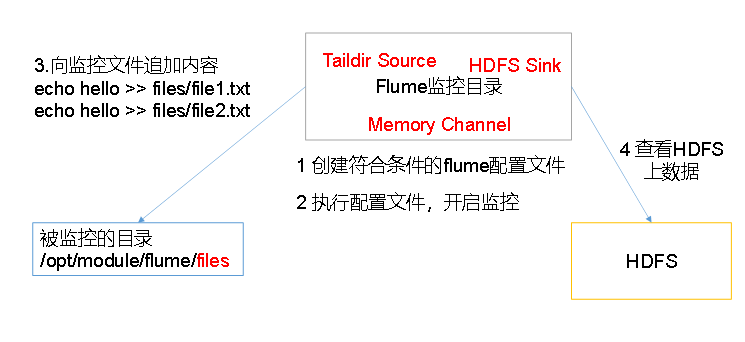 3.向监控文件追加内容
echo hello >> files/file1.txt
echo hello >> files/file2.txt
Taildir Source
HDFS Sink
Flume监控目录
Memory Channel
1 创建符合条件的flume配置文件
2 执行配置文件，开启监控
4 查看HDFS
上数据
被监控的目录
/opt/module/flume/files
HDFS